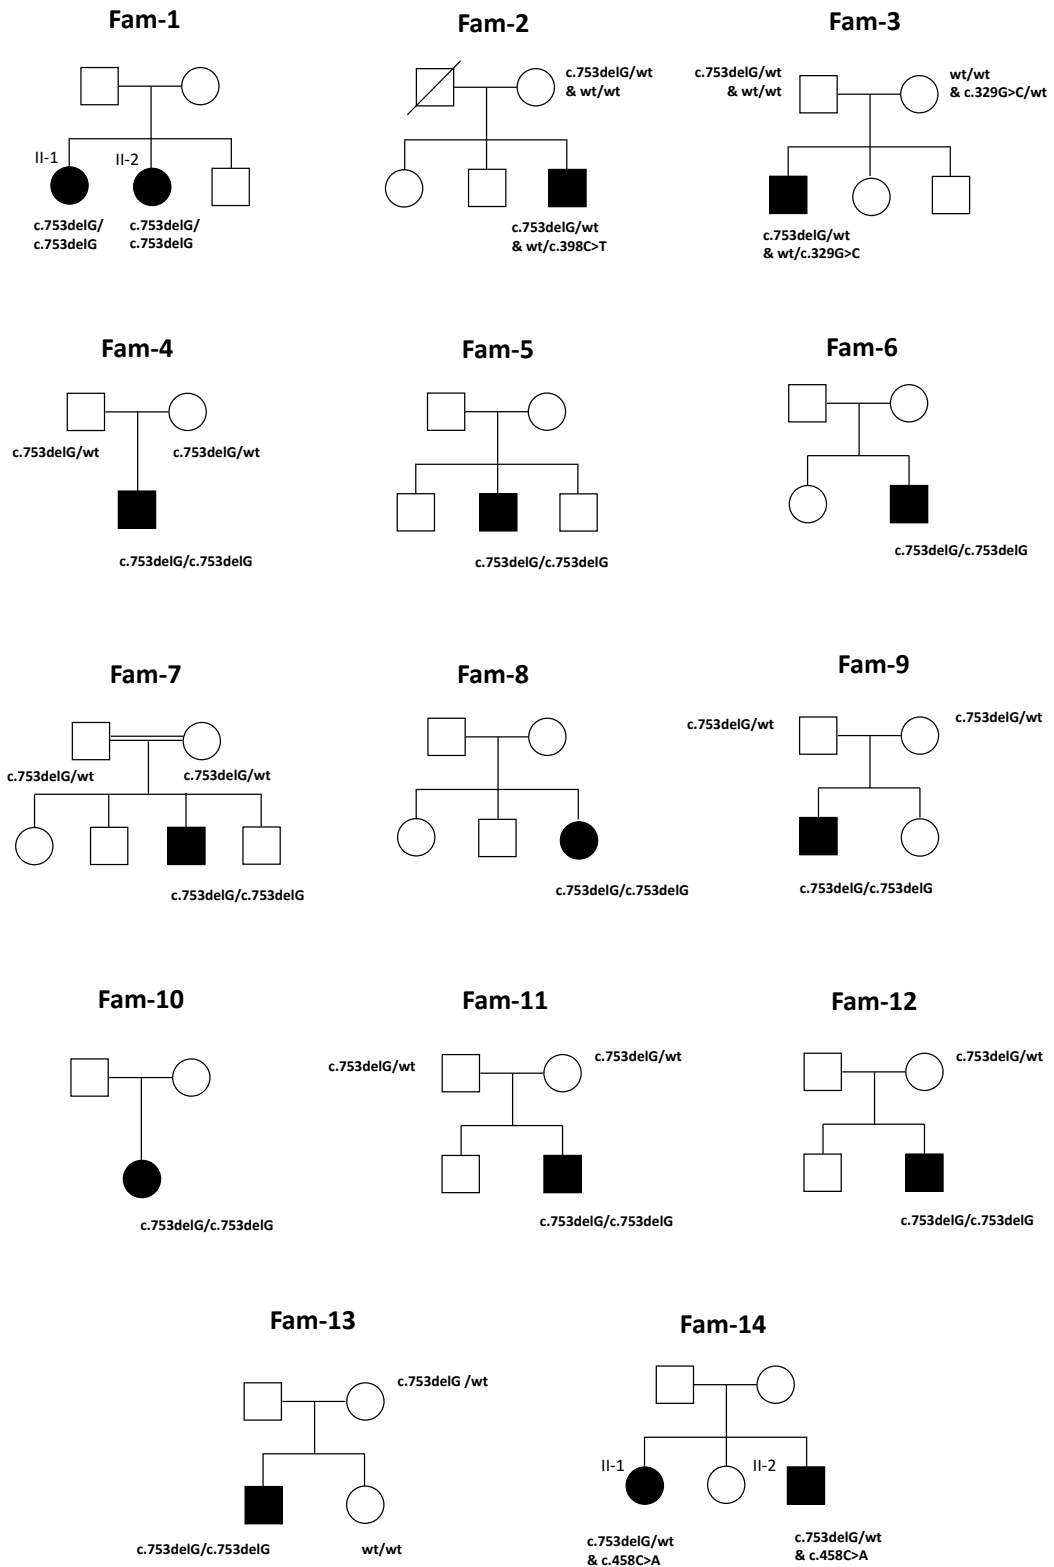 Fam-1
Fam-2
Fam-3
c.753delG/wt
& wt/wt
c.753delG/wt
& wt/wt
wt/wt
& c.329G>C/wt
II-1
II-2
c.753delG/
c.753delG
c.753delG/
c.753delG
c.753delG/wt
& wt/c.398C>T
c.753delG/wt
& wt/c.329G>C
Fam-4
Fam-5
Fam-6
c.753delG/wt
c.753delG/wt
c.753delG/c.753delG
c.753delG/c.753delG
c.753delG/c.753delG
Fam-7
Fam-8
Fam-9
c.753delG/wt
c.753delG/wt
c.753delG/wt
c.753delG/wt
c.753delG/c.753delG
c.753delG/c.753delG
c.753delG/c.753delG
Fam-10
Fam-11
Fam-12
c.753delG/wt
c.753delG/wt
c.753delG/wt
c.753delG/c.753delG
c.753delG/c.753delG
c.753delG/c.753delG
Fam-13
Fam-14
c.753delG /wt
II-1
II-2
c.753delG/c.753delG
wt/wt
c.753delG/wt
& c.458C>A
c.753delG/wt
& c.458C>A